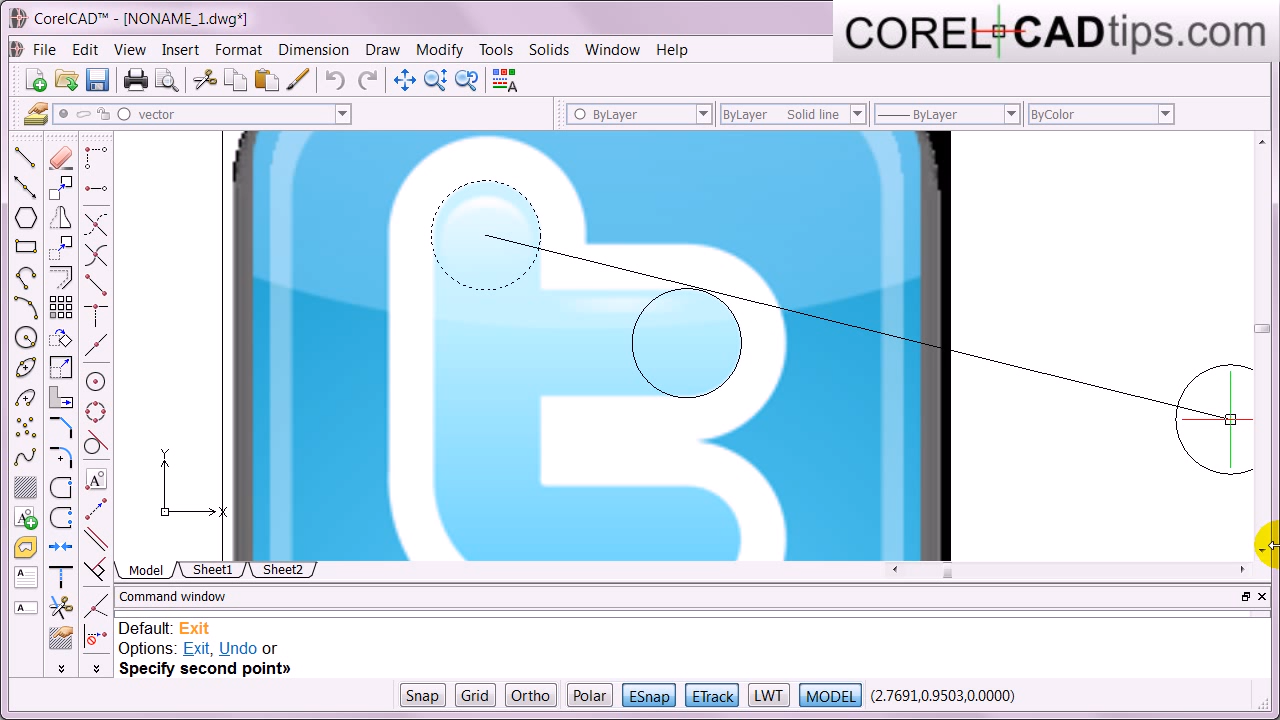 CorelCAD™ - [NONAME_1.dwg*]
COREL CADtips.com
File Edit View Insert Format Dimension Draw Modify Tools Solids Window Help
A
vector
ByLayer
ByLayer Solid line
ByLayer
ByColor
Y
X
A
A
A
A
Model Sheet1 Sheet2
Command window
Default: Exit
Options: Exit, Undo or
Specify second point»
Snap Grid Ortho Polar ESnap ETrack LWT MODEL (2.7691,0.9503,0.0000)